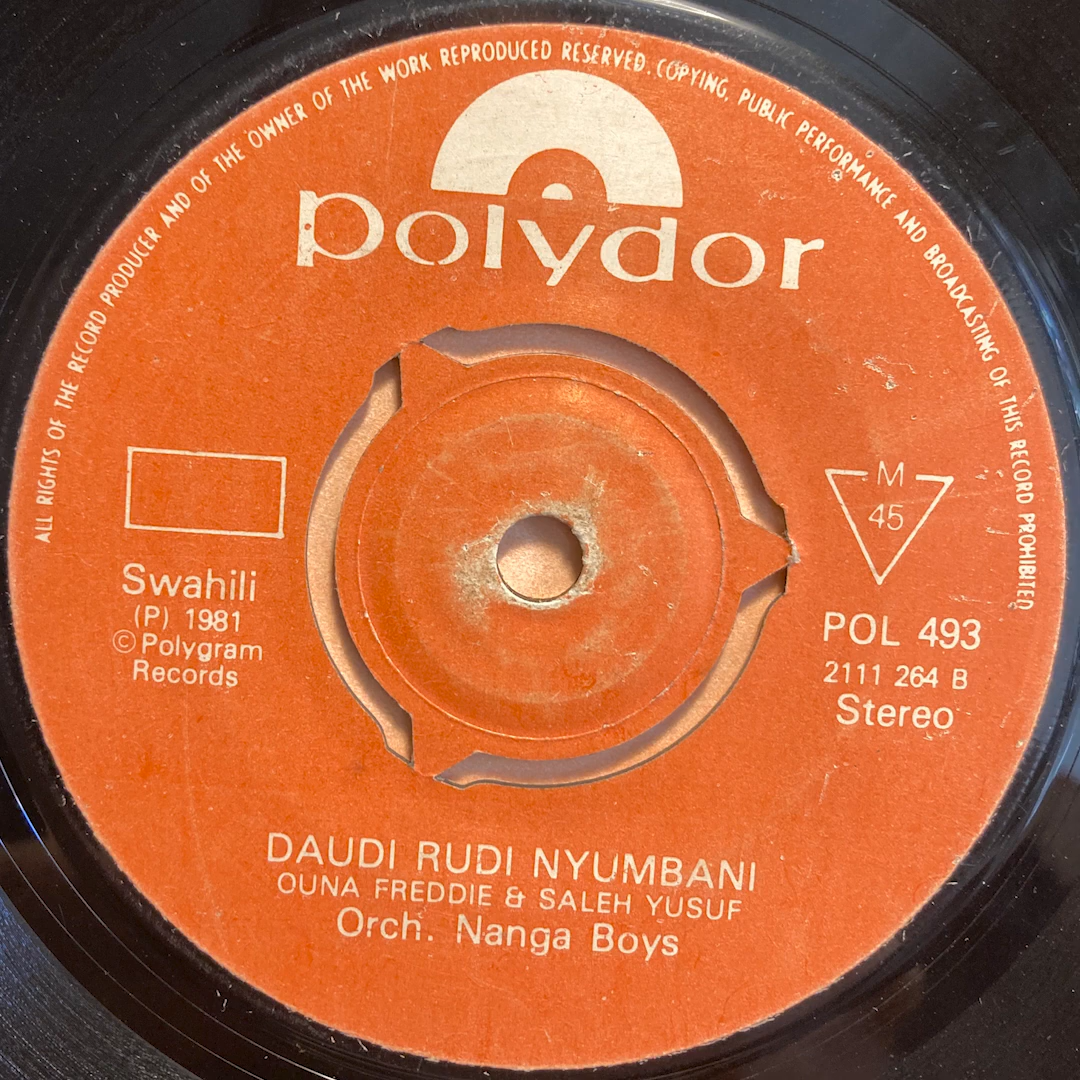 ALL RIGHTS OF THE RECORD PRODUCER AND OF THE OWNER OF THE WORK REPRODUCED RESERVED. COPYING, PUBLIC PERFORMANCE AND BROADCASTING OF THIS RECORD PROHIBITED
polydor
Swahili
(P) 1981
©Polygram
Records
M
45
POL 493
2111 264 B
Stereo
DAUDI RUDI NYUMBANI
OUNA FREDDIE & SALEH YUSUF
Orch. Nanga Boys